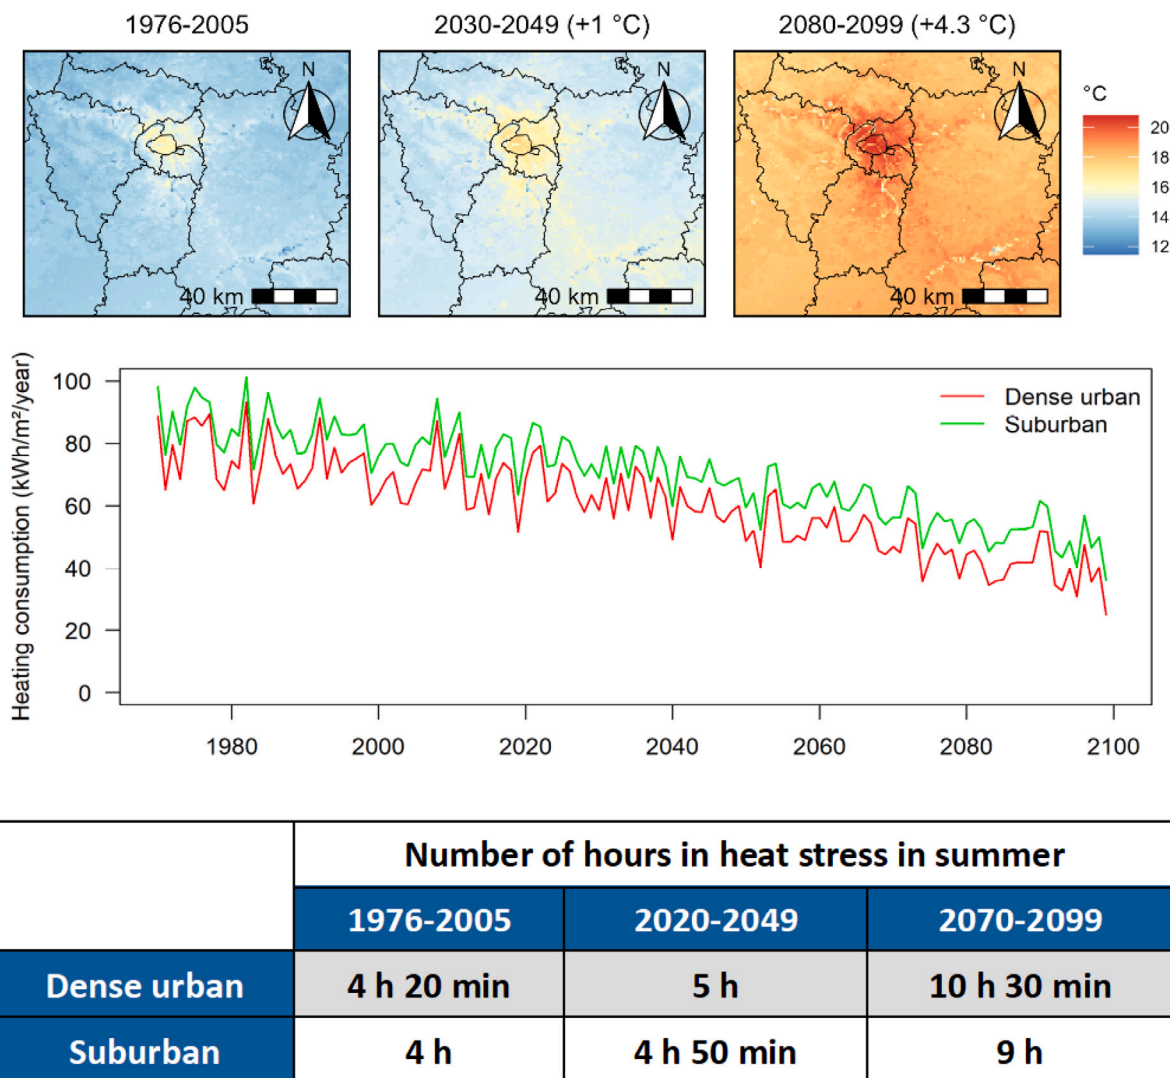 1976-2005 2030-2049 (+1 °C) 2080-2099 (+4.3 °C)
N N N
°C
20
18
16
14
12
40 km 40 km 40 km
Heating consumption (kWh/m²/year)
100
80
60
40
20
0
Dense urban
Suburban
1980 2000 2020 2040 2060 2080 2100
Number of hours in heat stress in summer
1976-2005 2020-2049 2070-2099
Dense urban 4 h 20 min 5 h 10 h 30 min
Suburban 4 h 4 h 50 min 9 h